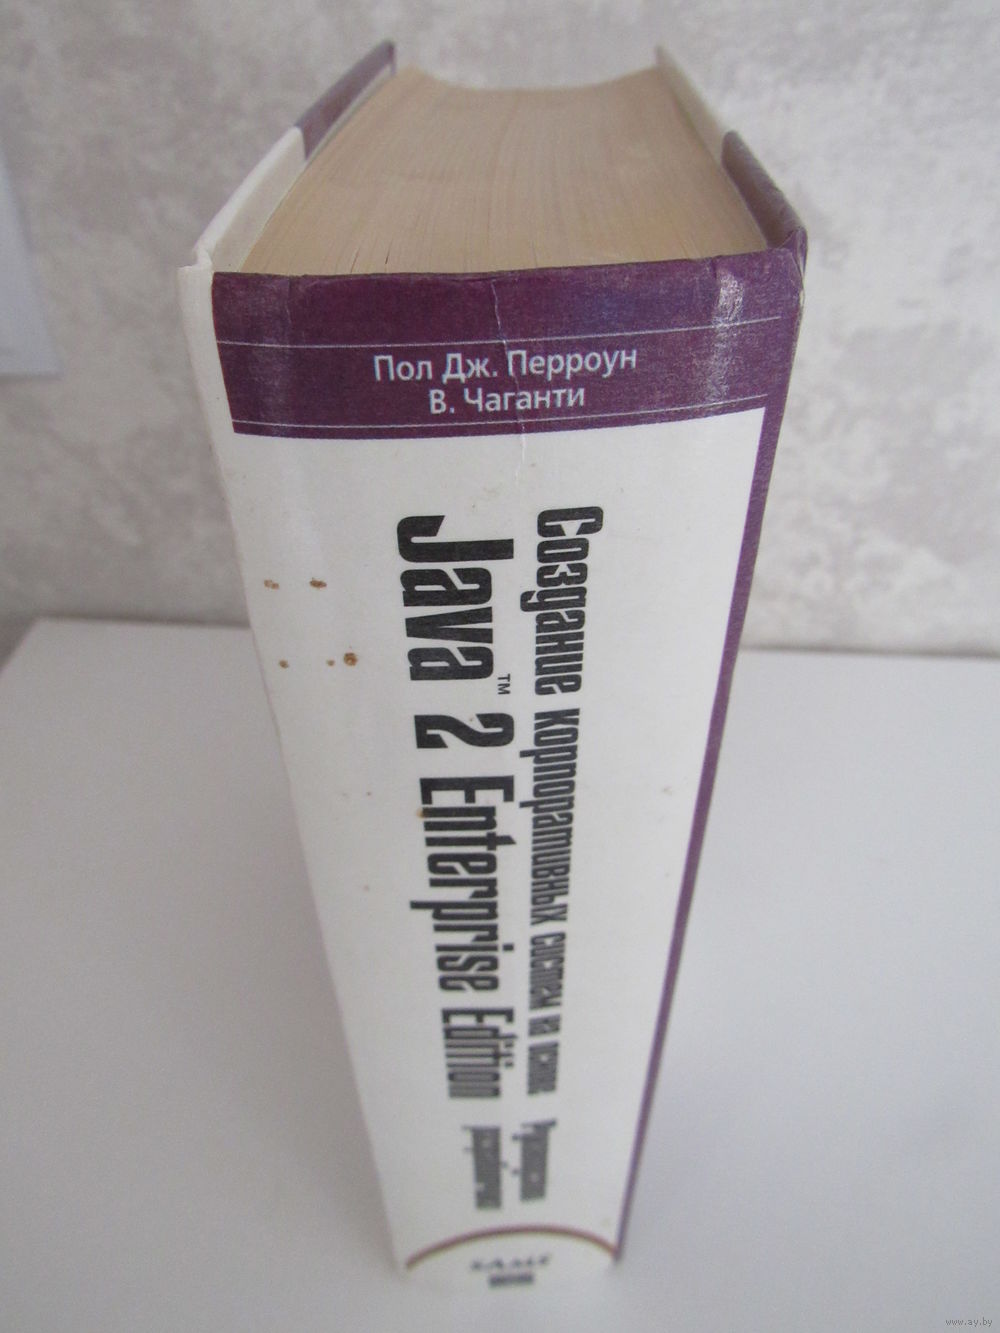 Пол Дж. Перроун
В. Чаганти
Создание корпоративных систем на основе
Java™ 2 Enterprise Edition
Руководство
разработчика
www.ay.by